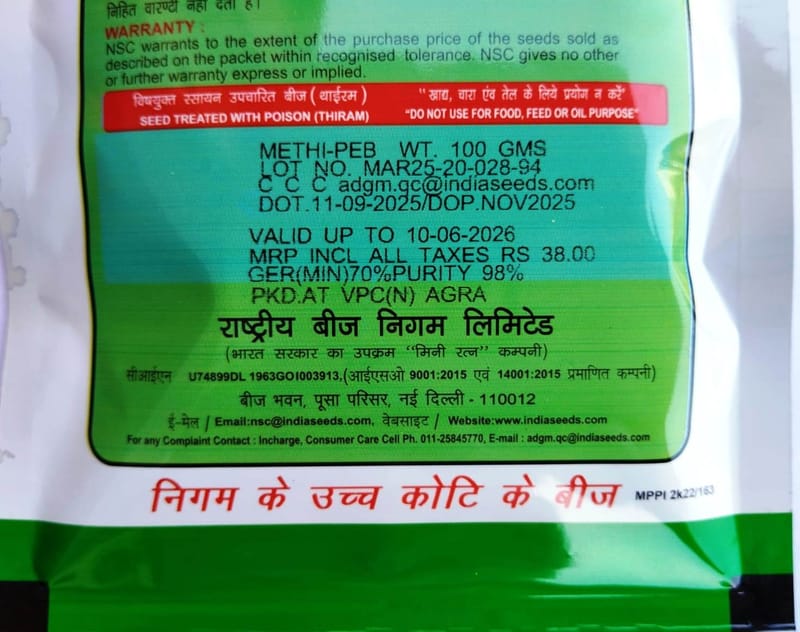 निहित वारण्टी नहीं देता है।
WARRANTY :
NSC warrants to the extent of the purchase price of the seeds sold as
described on the packet within recognised tolerance. NSC gives no other
or further warranty express or implied.
विषयुक्त रसायन उपचारित बीज (थाईरम) "खाद्य, चारा एंव तेल के लिये प्रयोग न करें"
SEED TREATED WITH POISON (THIRAM) "DO NOT USE FOR FOOD, FEED OR OIL PURPOSE"
METHI-PEB WT. 100 GMS
LOT NO. MAR25-20-028-94
C C C adgm.qc@indiaseeds.com
DOT.11-09-2025/DOP.NOV2025
VALID UP TO 10-06-2026
MRP INCL ALL TAXES RS 38.00
GER(MIN)70%PURITY 98%
PKD.AT VPC(N) AGRA
राष्ट्रीय बीज निगम लिमिटेड
(भारत सरकार का उपक्रम "मिनी रत्न" कम्पनी)
सीआईएन U74899DL 1963GOI003913,(आईएसओ 9001:2015 एवं 14001:2015 प्रमाणित कम्पनी)
बीज भवन, पूसा परिसर, नई दिल्ली - 110012
ई-मेल / Email:nsc@indiaseeds.com, वेबसाइट / Website:www.indiaseeds.com
For any Complaint Contact : Incharge, Consumer Care Cell Ph. 011-25845770, E-mail : adgm.qc@indiaseeds.com
निगम के उच्च कोटि के बीज MPPI 2k22/163